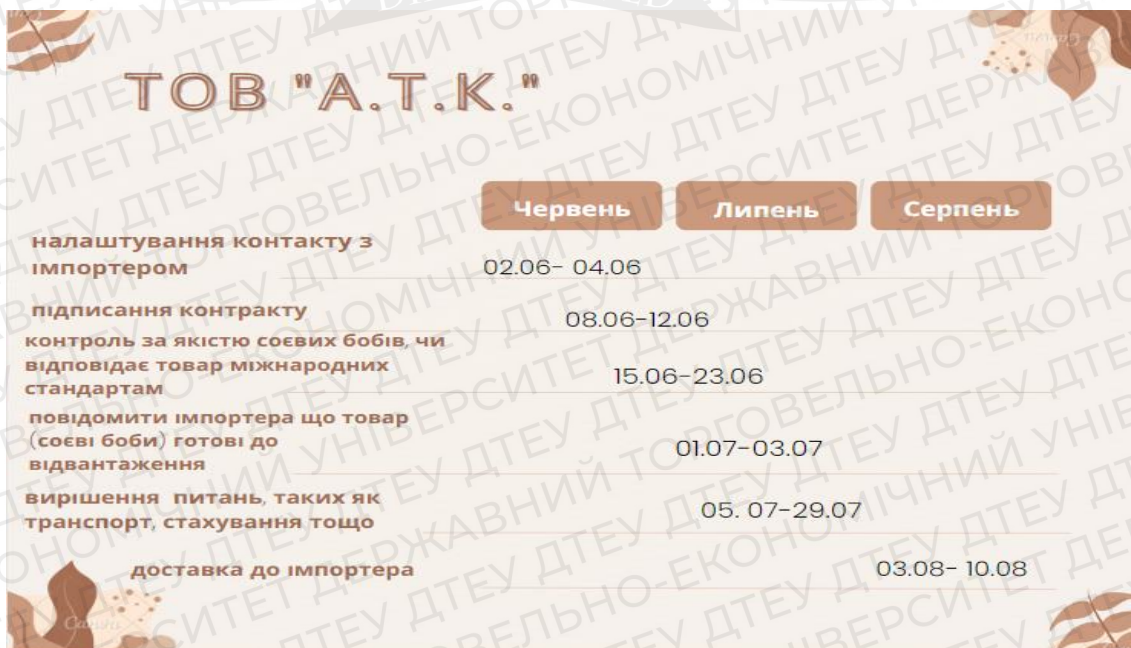 ТОВ "А.Т.К."
Червень Липень Серпень
налаштування контакту з
імпортером
02.06- 04.06
підписання контракту
08.06-12.06
контроль за якістю соєвих бобів, чи
відповідає товар міжнародних
стандартам
15.06-23.06
повідомити імпортера що товар
(соєві боби) готові до
відвантаження
01.07-03.07
вирішення питань, таких як
транспорт, стахування тощо
05. 07-29.07
доставка до імпортера
03.08- 10.08